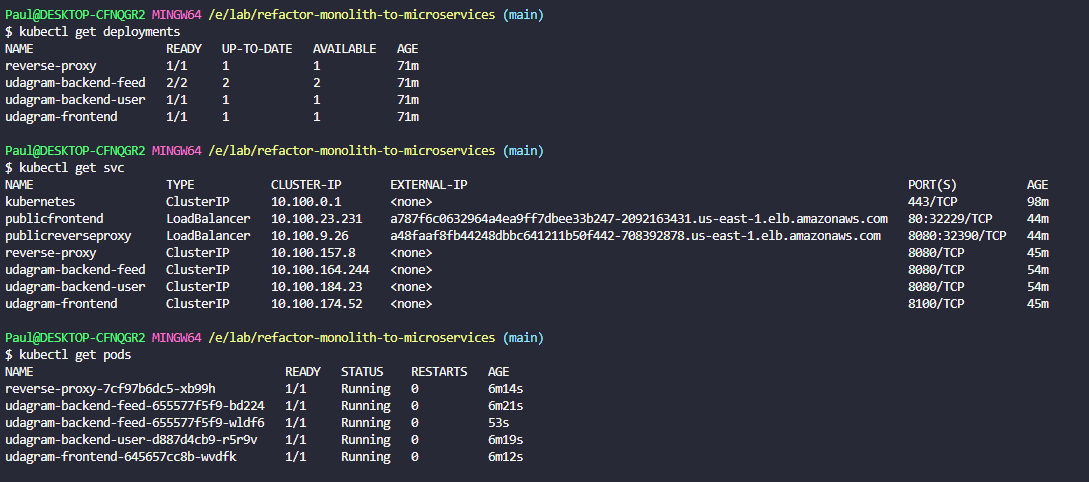 Paul@DESKTOP-CFNQGR2 MINGW64 /e/lab/refactor-monolith-to-microservices (main)
$ kubectl get deployments
NAME READY UP-TO-DATE AVAILABLE AGE
reverse-proxy 1/1 1 1 71m
udagram-backend-feed 2/2 2 2 71m
udagram-backend-user 1/1 1 1 71m
udagram-frontend 1/1 1 1 71m
Paul@DESKTOP-CFNQGR2 MINGW64 /e/lab/refactor-monolith-to-microservices (main)
$ kubectl get svc
NAME TYPE CLUSTER-IP EXTERNAL-IP PORT(S) AGE
kubernetes ClusterIP 10.100.0.1 <none> 443/TCP 98m
publicfrontend LoadBalancer 10.100.23.231 a787f6c0632964a4ea9ff7dbee33b247-2092163431.us-east-1.elb.amazonaws.com 80:32229/TCP 44m
publicreverseproxy LoadBalancer 10.100.9.26 a48faaf8fb44248dbbc641211b50f442-708392878.us-east-1.elb.amazonaws.com 8080:32390/TCP 44m
reverse-proxy ClusterIP 10.100.157.8 <none> 8080/TCP 45m
udagram-backend-feed ClusterIP 10.100.164.244 <none> 8080/TCP 54m
udagram-backend-user ClusterIP 10.100.184.23 <none> 8080/TCP 54m
udagram-frontend ClusterIP 10.100.174.52 <none> 8100/TCP 45m
Paul@DESKTOP-CFNQGR2 MINGW64 /e/lab/refactor-monolith-to-microservices (main)
$ kubectl get pods
NAME READY STATUS RESTARTS AGE
reverse-proxy-7cf97b6dc5-xb99h 1/1 Running 0 6m14s
udagram-backend-feed-655577f5f9-bd224 1/1 Running 0 6m21s
udagram-backend-feed-655577f5f9-wldf6 1/1 Running 0 53s
udagram-backend-user-d887d4cb9-r5r9v 1/1 Running 0 6m19s
udagram-frontend-645657cc8b-wvdfk 1/1 Running 0 6m12s